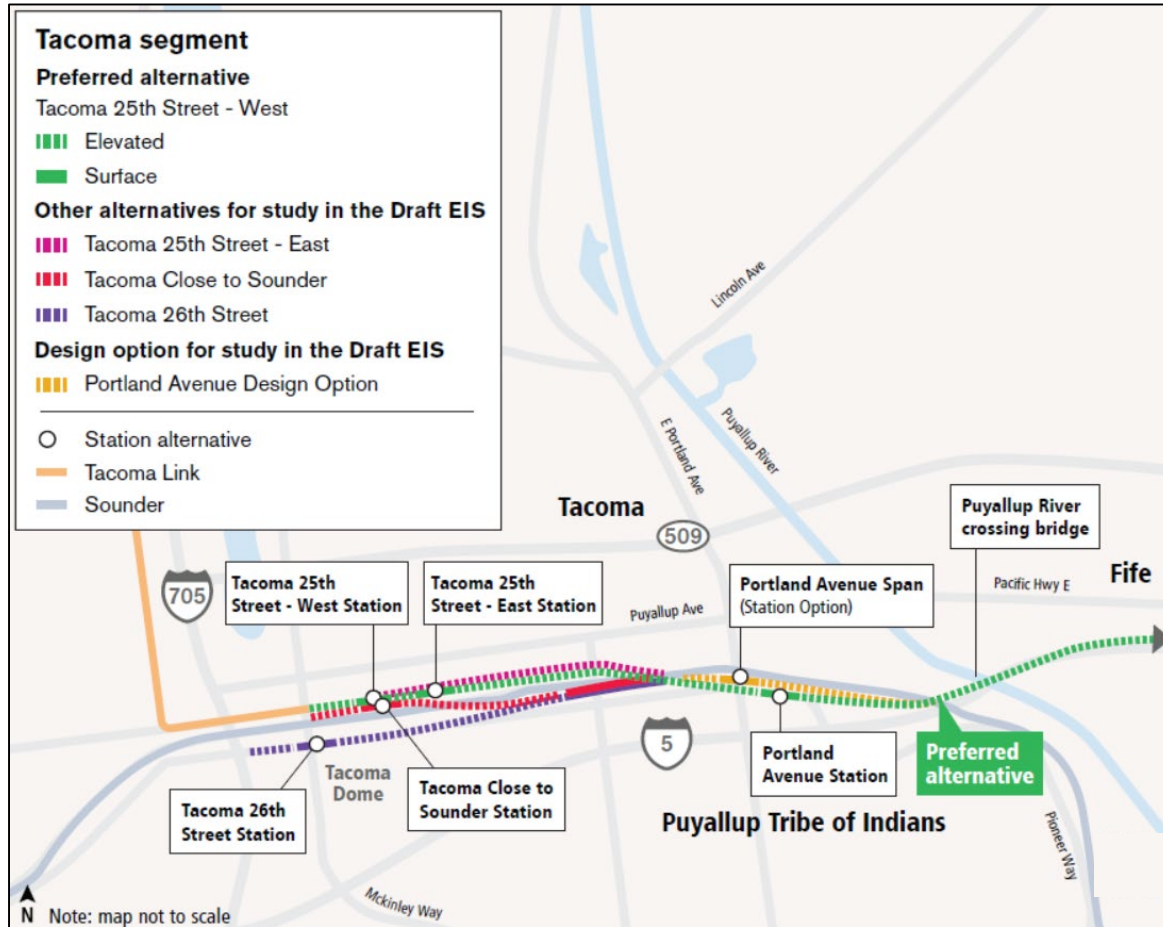 Tacoma segment
Preferred alternative
Tacoma 25th Street - West
Elevated
Surface
Other alternatives for study in the Draft EIS
Tacoma 25th Street - East
Tacoma Close to Sounder
Tacoma 26th Street
Design option for study in the Draft EIS
Portland Avenue Design Option
Station alternative
Tacoma Link
Sounder
Lincoln Ave
Puyallup River
E Portland Ave
Tacoma
509
Puyallup River
crossing bridge
Fife
Pacific Hwy E
705
Tacoma 25th
Street - West Station
Tacoma 25th
Street - East Station
Puyallup Ave
Portland Avenue Span
(Station Option)
5
Tacoma
Dome
Tacoma 26th
Street Station
Tacoma Close to
Sounder Station
Portland
Avenue Station
Preferred
alternative
Puyallup Tribe of Indians
Pioneer Way
Mckinley Way
N
Note: map not to scale